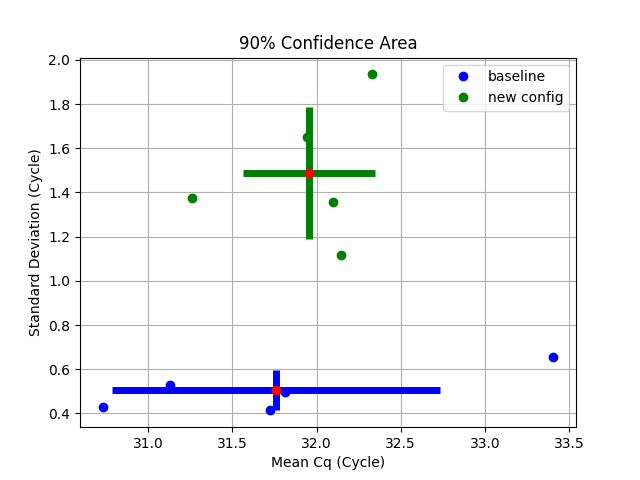 90% Confidence Area
2.0
1.8
1.6
1.4
1.2
1.0
0.8
0.6
0.4
Standard Deviation (Cycle)
baseline
new config
31.0 31.5 32.0 32.5 33.0 33.5
Mean Cq (Cycle)